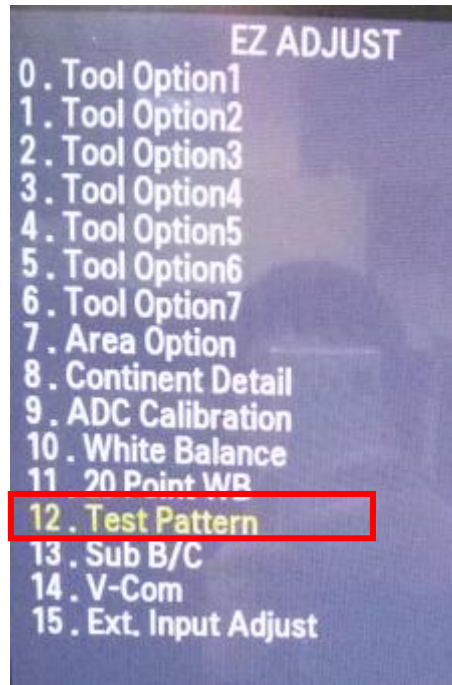 EZ ADJUST
0 . Tool Option1
1 . Tool Option2
2 . Tool Option3
3 . Tool Option4
4 . Tool Option5
5 . Tool Option6
6 . Tool Option7
7 . Area Option
8 . Continent Detail
9 . ADC Calibration
10 . White Balance
11 . 20 Point WB
12 . Test Pattern
13 . Sub B/C
14 . V-Com
15 . Ext. Input Adjust